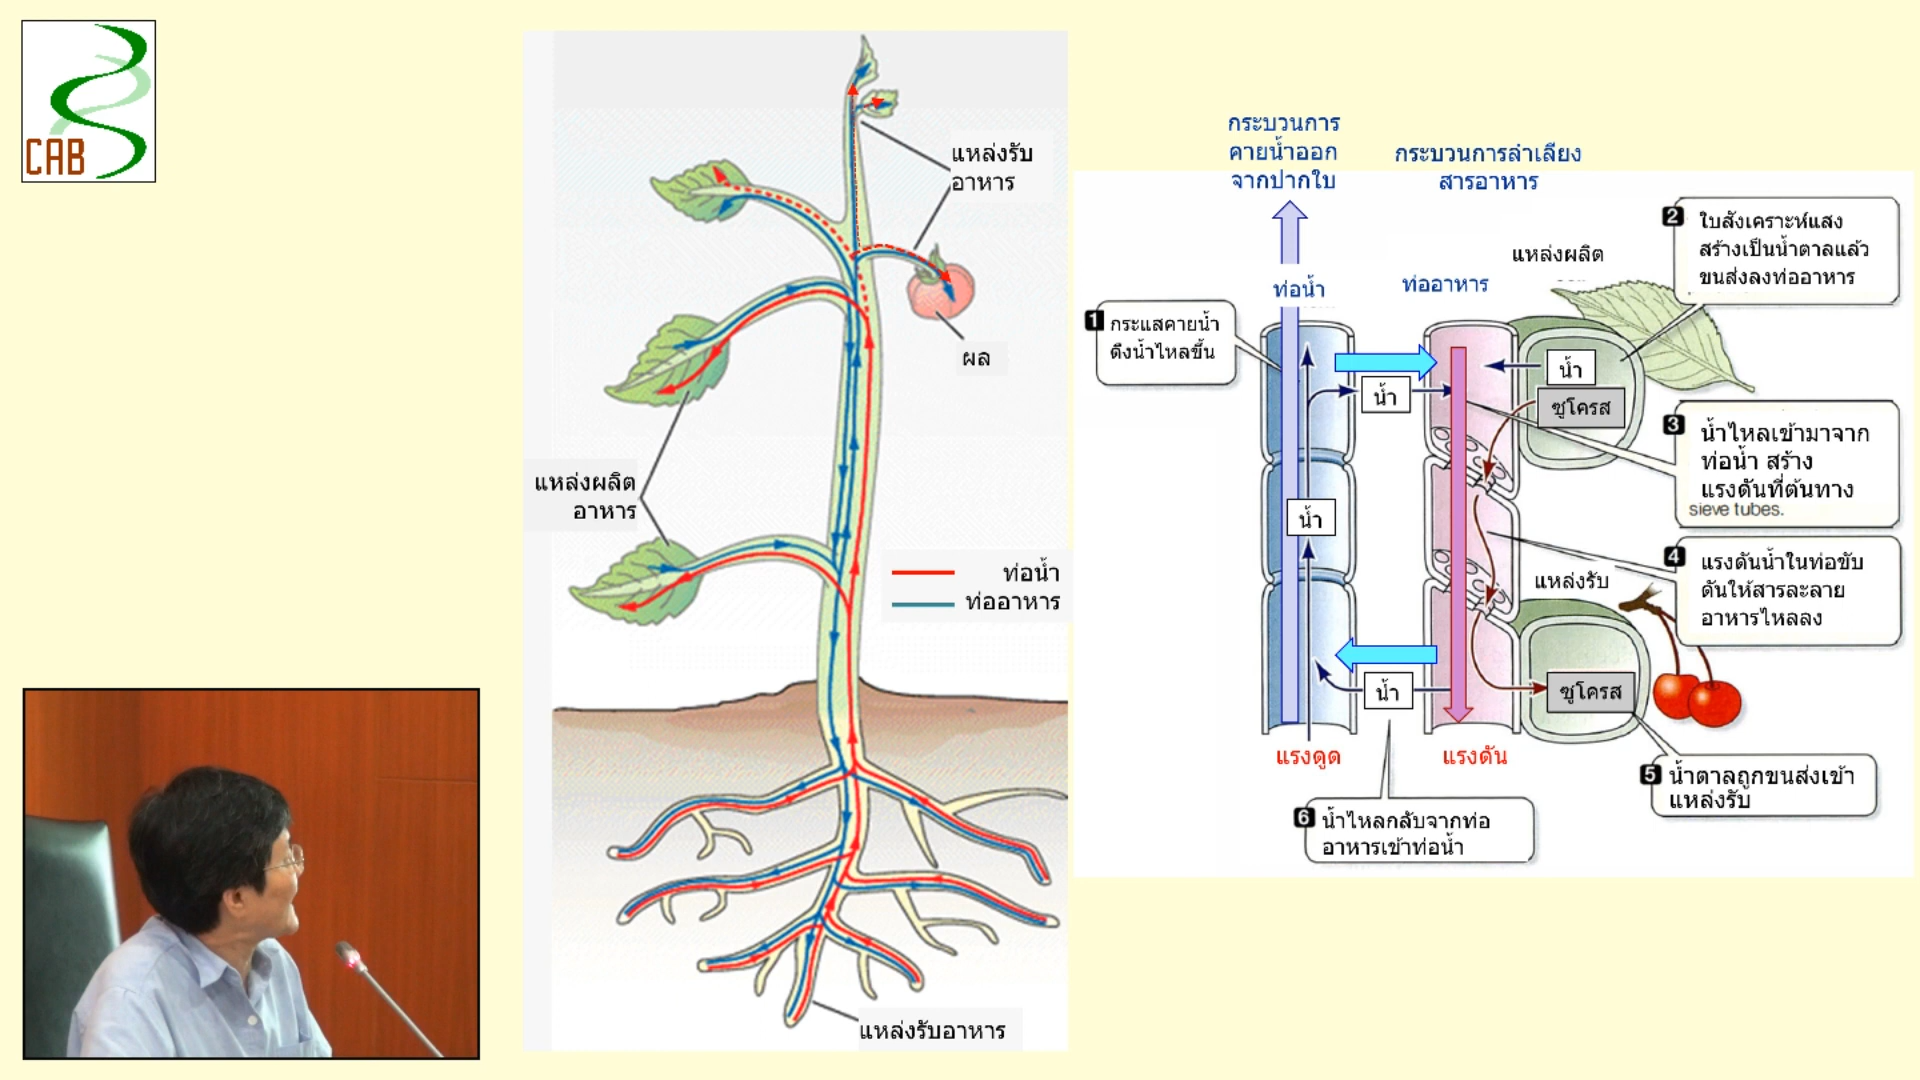 CAB
แหล่งรับ
อาหาร
ผล
แหล่งผลิต
อาหาร
ท่อน้ำ
ท่ออาหาร
แหล่งรับอาหาร
กระบวนการ
คายน้ำออก
จากปากใบ
กระบวนการลำเลียง
สารอาหาร
ท่อน้ำ
ท่ออาหาร
แหล่งผลิต
1 กระแสคายน้ำ
ดึงน้ำไหลขึ้น
2 ใบสังเคราะห์แสง
สร้างเป็นน้ำตาลแล้ว
ขนส่งลงท่ออาหาร
น้ำ
ซูโครส
น้ำ
3 น้ำไหลเข้ามาจาก
ท่อน้ำ สร้าง
แรงดันที่ต้นทาง
sieve tubes.
น้ำ
4 แรงดันน้ำในท่อขับ
ดันให้สารละลาย
อาหารไหลลง
แหล่งรับ
น้ำ
ซูโครส
แรงดูด
แรงดัน
5 น้ำตาลถูกขนส่งเข้า
แหล่งรับ
6 น้ำไหลกลับจากท่อ
อาหารเข้าท่อน้ำ